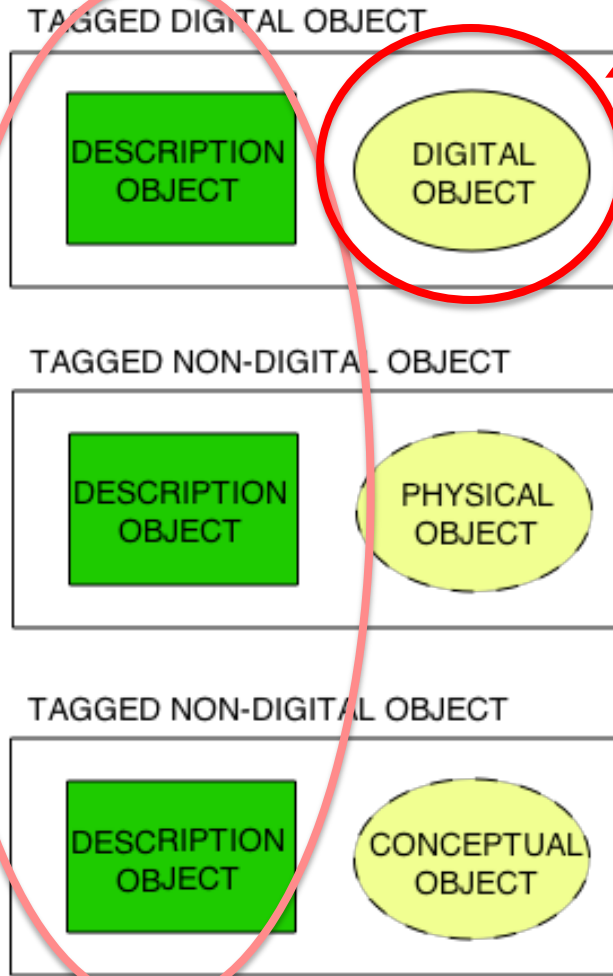 TAGGED DIGITAL OBJECT
DESCRIPTION
OBJECT
DIGITAL
OBJECT
TAGGED NON-DIGITAL OBJECT
DESCRIPTION
OBJECT
PHYSICAL
OBJECT
TAGGED NON-DIGITAL OBJECT
DESCRIPTION
OBJECT
CONCEPTUAL
OBJECT